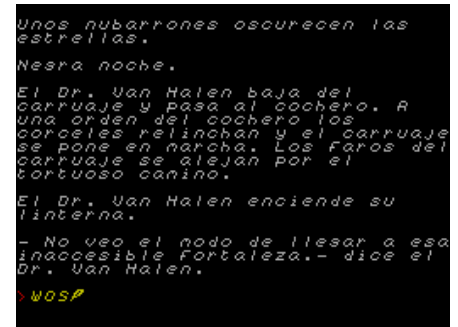 Unos nubarrones oscurecen las
estrellas.
Negra noche.
El Dr. Van Halen baja del
carruaje y pasa al cochero. A
una orden del cochero los
corceles relinchan y el carruaje
se pone en marcha. Los faros del
carruaje se alejan por el
tortuoso camino.
El Dr. Van Halen enciende su
linterna.
- No veo el modo de llegar a esa
inaccesible fortaleza.- dice el
Dr. Van Halen.
>WOS